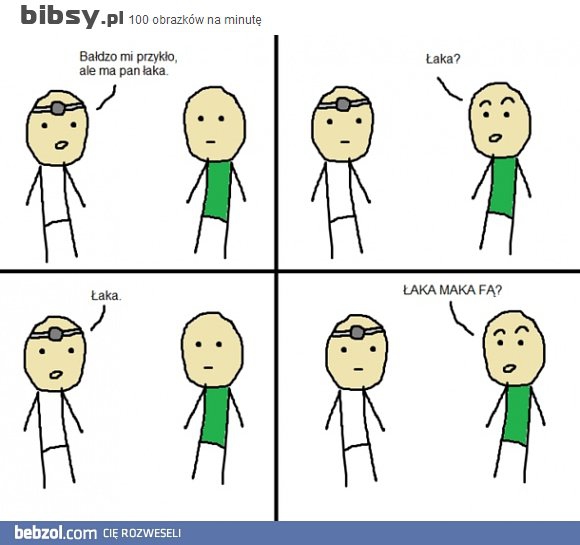 bibsy.pl 100 obrazków na minutę
Bałdzo mi przykło,
ale ma pan łaka.
Łaka?
Łaka.
ŁAKA MAKA FĄ?
bebzol.com CIĘ ROZWESELI